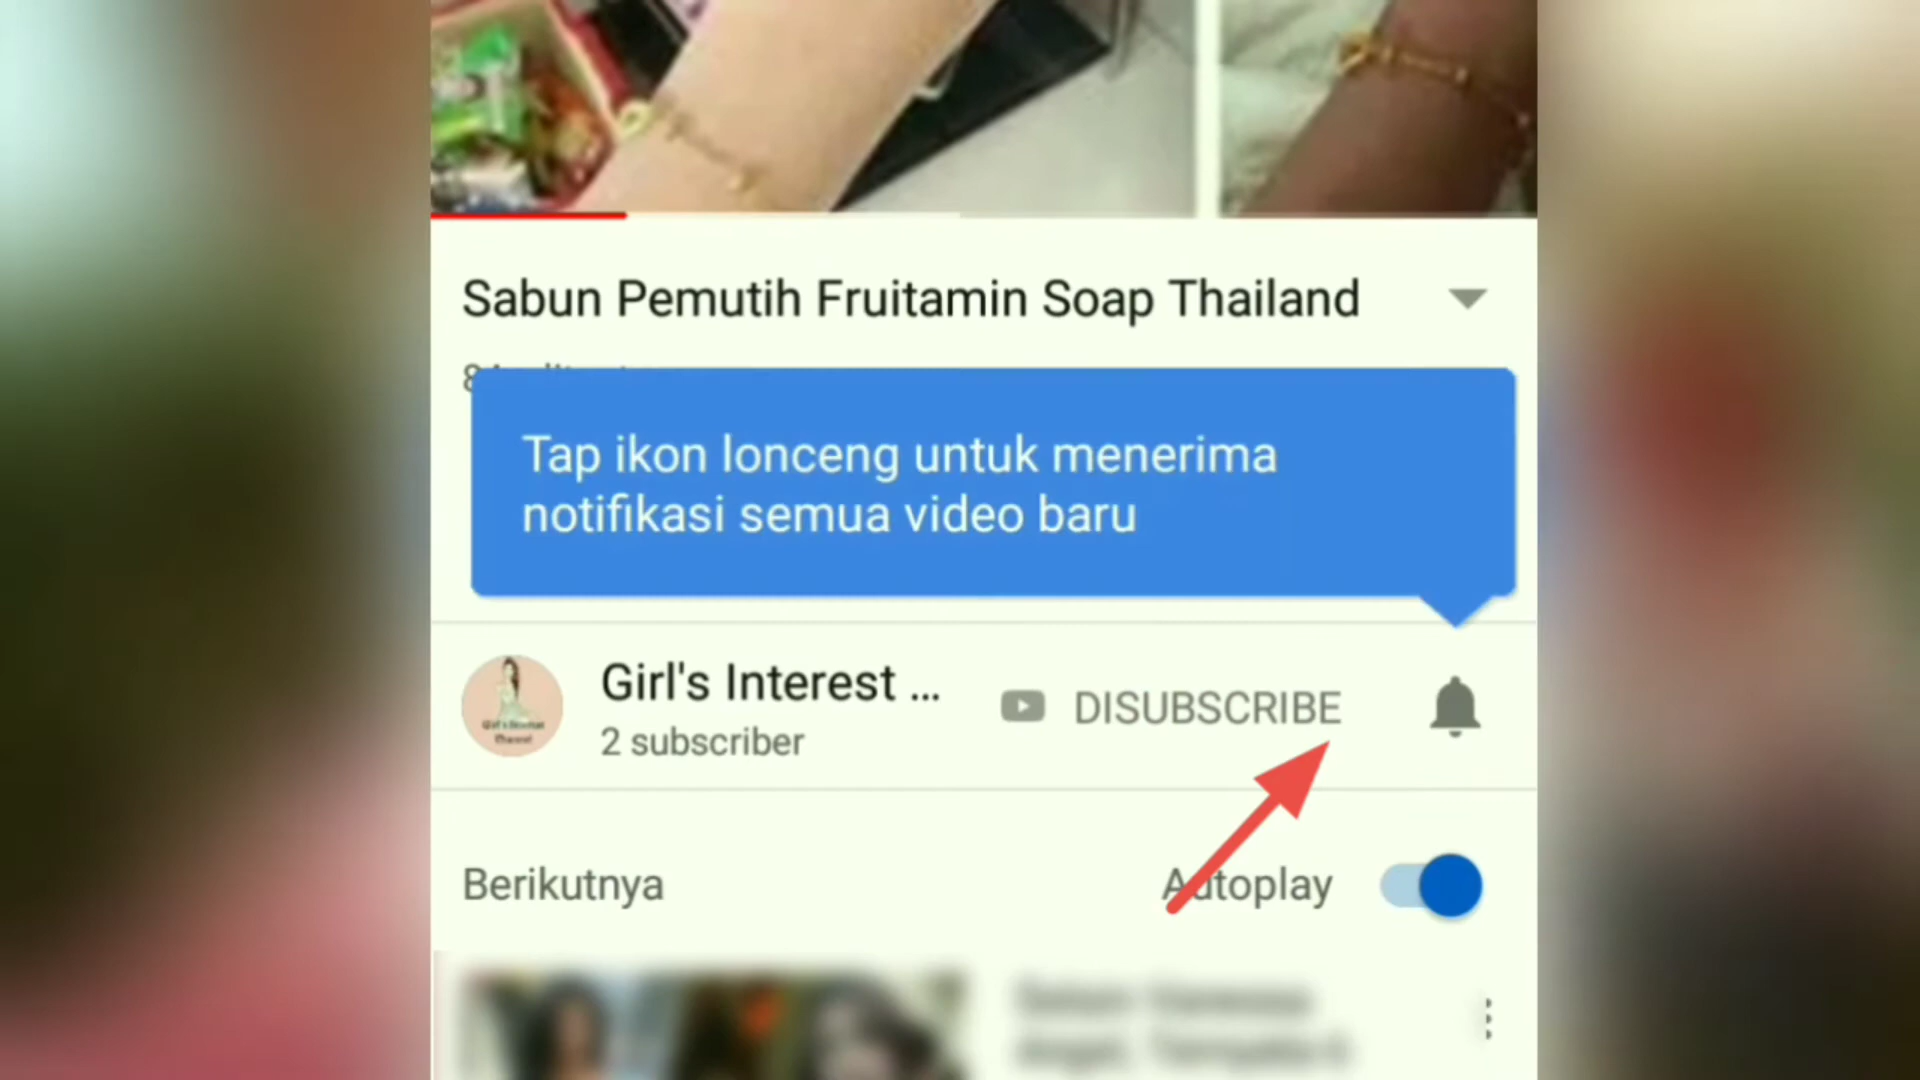 Sabun Pemutih Fruitamin Soap Thailand
Tap ikon lonceng untuk menerima
notifikasi semua video baru
Girl's Interest ...
2 subscriber
DISUBSCRIBE
Berikutnya
Autoplay